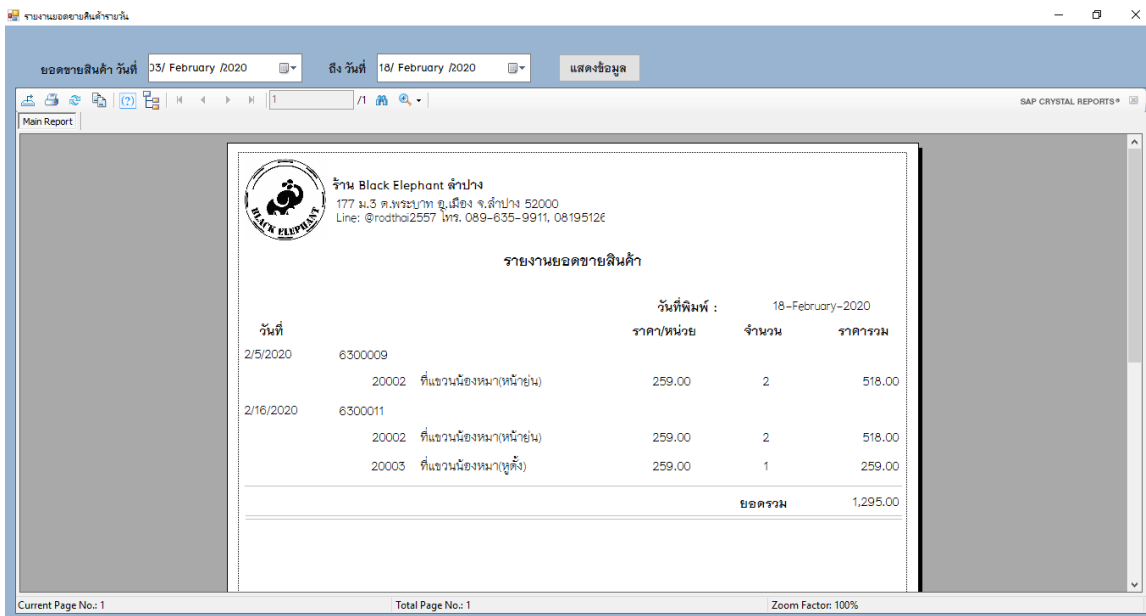 รายงานยอดขายสินค้ารายวัน
ยอดขายสินค้า วันที่ 03/ February /2020 ถึง วันที่ 18/ February /2020 แสดงข้อมูล
1 /1 SAP CRYSTAL REPORTS®
Main Report
BLACK ELEPHANT
ร้าน Black Elephant ลำปาง
177 ม.3 ต.พระบาท อ.เมือง จ.ลำปาง 52000
Line: @rodthai2557 โทร. 089-635-9911, 08195126
รายงานยอดขายสินค้า
วันที่พิมพ์ : 18-February-2020
วันที่ ราคา/หน่วย จำนวน ราคารวม
2/5/2020 6300009
20002 ที่แขวนน้องหมา(หน้าย่น) 259.00 2 518.00
2/16/2020 6300011
20002 ที่แขวนน้องหมา(หน้าย่น) 259.00 2 518.00
20003 ที่แขวนน้องหมา(หูตั้ง) 259.00 1 259.00
ยอดรวม 1,295.00
Current Page No.: 1 Total Page No.: 1 Zoom Factor: 100%